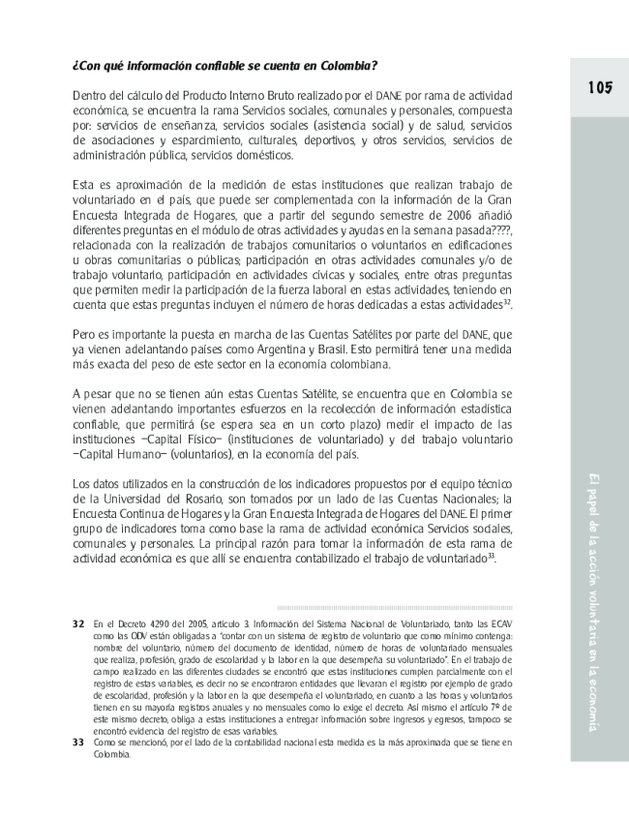 ¿Con qué información confiable se cuenta en Colombia?
105
Dentro del cálculo del Producto Interno Bruto realizado por el DANE por rama de actividad
económica, se encuentra la rama Servicios sociales, comunales y personales, compuesta
por: servicios de enseñanza, servicios sociales (asistencia social) y de salud, servicios
de asociaciones y esparcimiento, culturales, deportivos, y otros servicios, servicios de
administración pública, servicios domésticos.
Esta es aproximación de la medición de estas instituciones que realizan trabajo de
voluntariado en el país, que puede ser complementada con la información de la Gran
Encuesta Integrada de Hogares, que a partir del segundo semestre de 2006 añadió
diferentes preguntas en el módulo de otras actividades y ayudas en la semana pasada????,
relacionada con la realización de trabajos comunitarios o voluntarios en edificaciones
u obras comunitarias o públicas; participación en otras actividades comunales y/o de
trabajo voluntario, participación en actividades cívicas y sociales, entre otras preguntas
que permiten medir la participación de la fuerza laboral en estas actividades, teniendo en
cuenta que estas preguntas incluyen el número de horas dedicadas a estas actividades32.
Pero es importante la puesta en marcha de las Cuentas Satélites por parte del DANE, que
ya vienen adelantando países como Argentina y Brasil. Esto permitirá tener una medida
más exacta del peso de este sector en la economía colombiana.
A pesar que no se tienen aún estas Cuentas Satélite, se encuentra que en Colombia se
vienen adelantando importantes esfuerzos en la recolección de información estadística
confiable, que permitirá (se espera sea en un corto plazo) medir el impacto de las
instituciones –Capital Físico– (instituciones de voluntariado) y del trabajo voluntario
–Capital Humano– (voluntarios), en la economía del país.
Los datos utilizados en la construcción de los indicadores propuestos por el equipo técnico
de la Universidad del Rosario, son tomados por un lado de las Cuentas Nacionales; la
Encuesta Continua de Hogares y la Gran Encuesta Integrada de Hogares del DANE. El primer
grupo de indicadores toma como base la rama de actividad económica Servicios sociales,
comunales y personales. La principal razón para tomar la información de esta rama de
actividad económica es que allí se encuentra contabilizado el trabajo de voluntariado33.
El papel de la acción voluntaria en la economía
32 En el Decreto 4290 del 2005, artículo 3. Información del Sistema Nacional de Voluntariado, tanto las ECAV
como las ODV están obligadas a "contar con un sistema de registro de voluntario que como mínimo contenga:
nombre del voluntario, número del documento de identidad, número de horas de voluntariado mensuales
que realiza, profesión, grado de escolaridad y la labor en la que desempeña su voluntariado". En el trabajo de
campo realizado en las diferentes ciudades se encontró que estas instituciones cumplen parcialmente con el
registro de estas variables, es decir no se encontraron entidades que llevaran el registro por ejemplo de grado
de escolaridad, profesión y la labor en la que desempeña el voluntariado, en cuanto a las horas y voluntarios
tienen en su mayoría registros anuales y no mensuales como lo exige el decreto. Así mismo el artículo 7º de
este mismo decreto, obliga a estas instituciones a entregar información sobre ingresos y egresos, tampoco se
encontró evidencia del registro de esas variables.
33 Como se mencionó, por el lado de la contabilidad nacional esta medida es la más aproximada que se tiene en
Colombia.